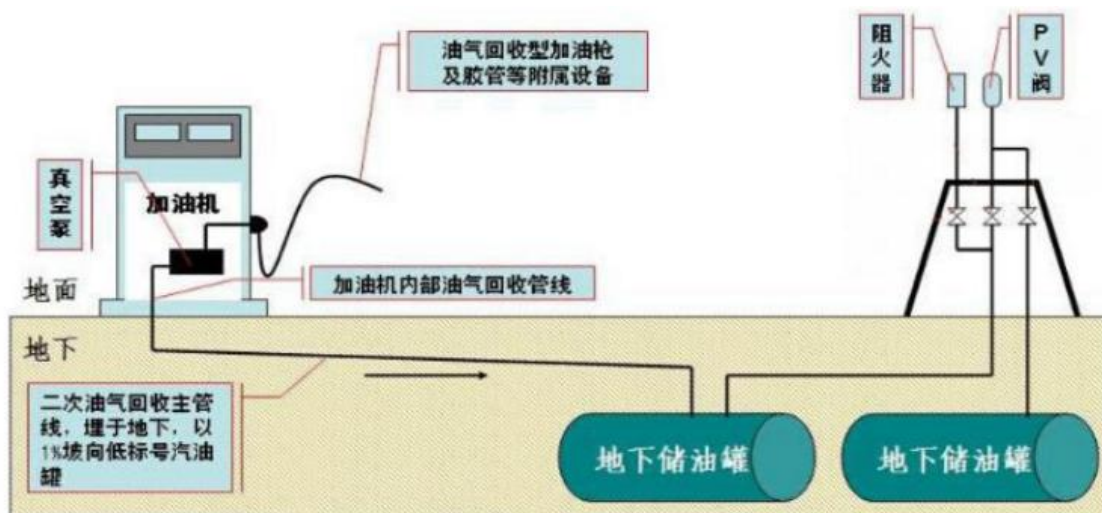 油气回收型加油枪
及胶管等附属设备
阻
火
器
P
V
阀
真
空
泵
加油机
加油机内部油气回收管线
地面
地下
二次油气回收主管
线，埋于地下，以
1%坡向低标号汽油
罐
地下储油罐
地下储油罐